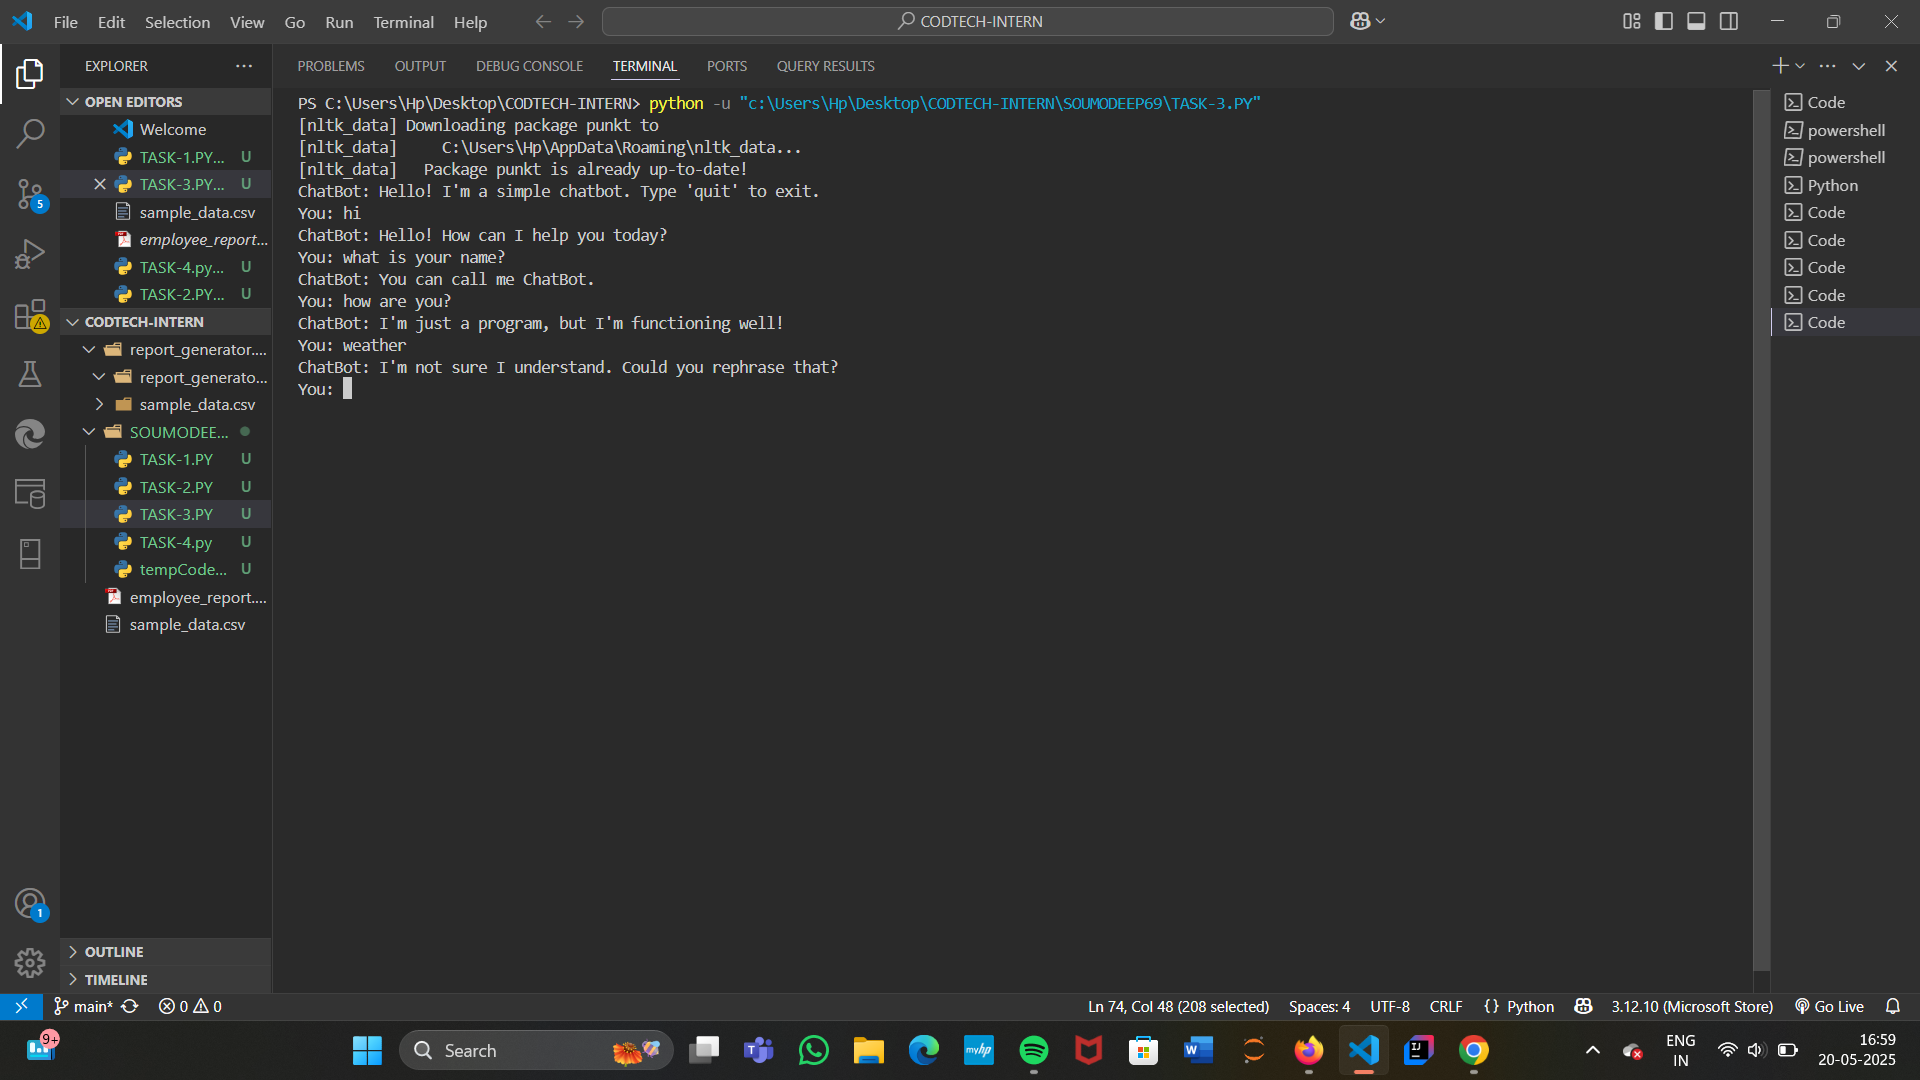 File Edit Selection View Go Run Terminal Help
CODTECH-INTERN
EXPLORER
OPEN EDITORS
Welcome
TASK-1.PY... U
TASK-3.PY... U
sample_data.csv
employee_report...
TASK-4.py... U
TASK-2.PY... U
CODTECH-INTERN
report_generator....
report_generato...
sample_data.csv
SOUMODEE...
TASK-1.PY U
TASK-2.PY U
TASK-3.PY U
TASK-4.py U
tempCode... U
employee_report....
sample_data.csv
OUTLINE
TIMELINE
5
1
PROBLEMS OUTPUT DEBUG CONSOLE TERMINAL PORTS QUERY RESULTS
PS C:\Users\Hp\Desktop\CODTECH-INTERN> python -u "c:\Users\Hp\Desktop\CODTECH-INTERN\SOUMODEEP69\TASK-3.PY"
[nltk_data] Downloading package punkt to
[nltk_data]     C:\Users\Hp\AppData\Roaming\nltk_data...
[nltk_data]   Package punkt is already up-to-date!
ChatBot: Hello! I'm a simple chatbot. Type 'quit' to exit.
You: hi
ChatBot: Hello! How can I help you today?
You: what is your name?
ChatBot: You can call me ChatBot.
You: how are you?
ChatBot: I'm just a program, but I'm functioning well!
You: weather
ChatBot: I'm not sure I understand. Could you rephrase that?
You:
Code
powershell
powershell
Python
Code
Code
Code
Code
Code
main* 0 0 Ln 74, Col 48 (208 selected) Spaces: 4 UTF-8 CRLF {} Python 3.12.10 (Microsoft Store) Go Live
9+
Search
myhp
IJ
ENG
IN
16:59
20-05-2025